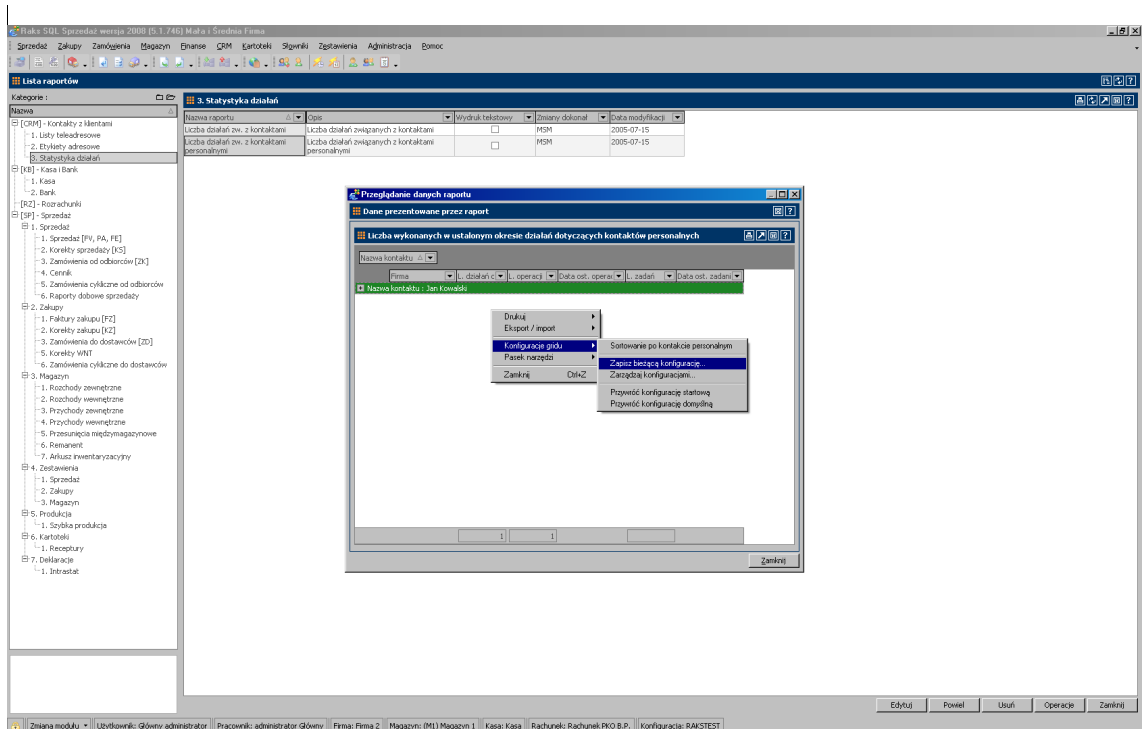 Raks SQL Sprzedaż wersja 2008 (5.1.746) Mała i Średnia Firma
Sprzedaż Zakupy Zamówienia Magazyn Finanse CRM Kartoteki Słowniki Zestawienia Administracja Pomoc
Lista raportów
Kategorie :
Nazwa
[CRM] - Kontakty z klientami
1. Listy teleadresowe
2. Etykiety adresowe
3. Statystyka działań
[KB] - Kasa i Bank
1. Kasa
2. Bank
[RZ] - Rozrachunki
[SP] - Sprzedaż
1. Sprzedaż
1. Sprzedaż [FV, PA, FE]
2. Korekty sprzedaży [KS]
3. Zamówienia od odbiorców [ZK]
4. Cennik
5. Zamówienia cykliczne od odbiorców
6. Raporty dobowe sprzedaży
2. Zakupy
1. Faktury zakupu [FZ]
2. Korekty zakupu [KZ]
3. Zamówienia do dostawców [ZD]
5. Korekty WNT
6. Zamówienia cykliczne do dostawców
3. Magazyn
1. Rozchody zewnętrzne
2. Rozchody wewnętrzne
3. Przychody zewnętrzne
4. Przychody wewnętrzne
5. Przesunięcia międzymagazynowe
6. Remanent
7. Arkusz inwentaryzacyjny
4. Zestawienia
1. Sprzedaż
2. Zakupy
3. Magazyn
5. Produkcja
1. Szybka produkcja
6. Kartoteki
1. Receptury
7. Deklaracje
1. Intrastat
3. Statystyka działań
Nazwa raportu Opis Wydruk tekstowy Zmiany dokonał Data modyfikacji
Liczba działań zw. z kontaktami Liczba działań związanych z kontaktami MSM 2005-07-15
Liczba działań zw. z kontaktami personalnymi Liczba działań związanych z kontaktami personalnymi MSM 2005-07-15
Przeglądanie danych raportu
Dane prezentowane przez raport
Liczba wykonanych w ustalonym okresie działań dotyczących kontaktów personalnych
Nazwa kontaktu
Firma L. działań c L. operacji Data ost. opera L. zadań Data ost. zadani
Nazwa kontaktu : Jan Kowalski
Drukuj
Eksport / import
Konfiguracje gridu
Pasek narzędzi
Zamknij Ctrl+Z
Sortowanie po kontakcie personalnym
Zapisz bieżącą konfigurację...
Zarządzaj konfiguracjami...
Przywróć konfigurację startową
Przywróć konfigurację domyślną
1 1
Zamknij
Edytuj Powiel Usuń Operacje Zamknij
Zmiana modułu Użytkownik: Główny administrator Pracownik: administrator Główny Firma: Firma 2 Magazyn: (M1) Magazyn 1 Kasa: Kasa Rachunek: Rachunek PKO B.P. Konfiguracja: RAKSTEST